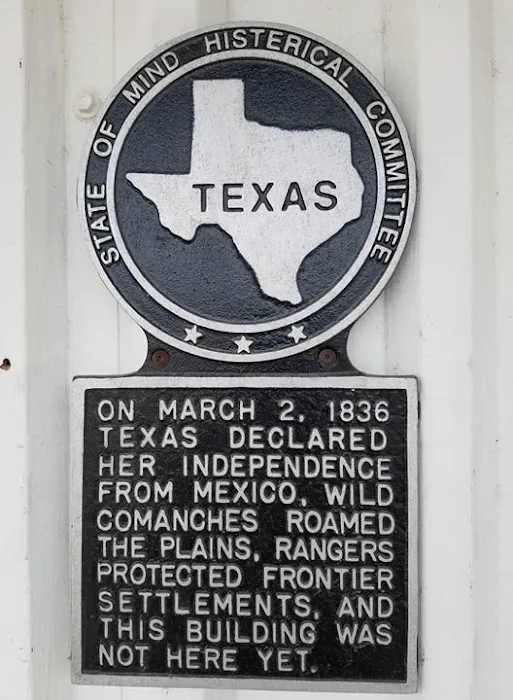 STATE OF MIND HISTERICAL COMMITTEE
TEXAS
ON MARCH 2, 1836
TEXAS DECLARED
HER INDEPENDENCE
FROM MEXICO, WILD
COMANCHES ROAMED
THE PLAINS, RANGERS
PROTECTED FRONTIER
SETTLEMENTS, AND
THIS BUILDING WAS
NOT HERE YET.